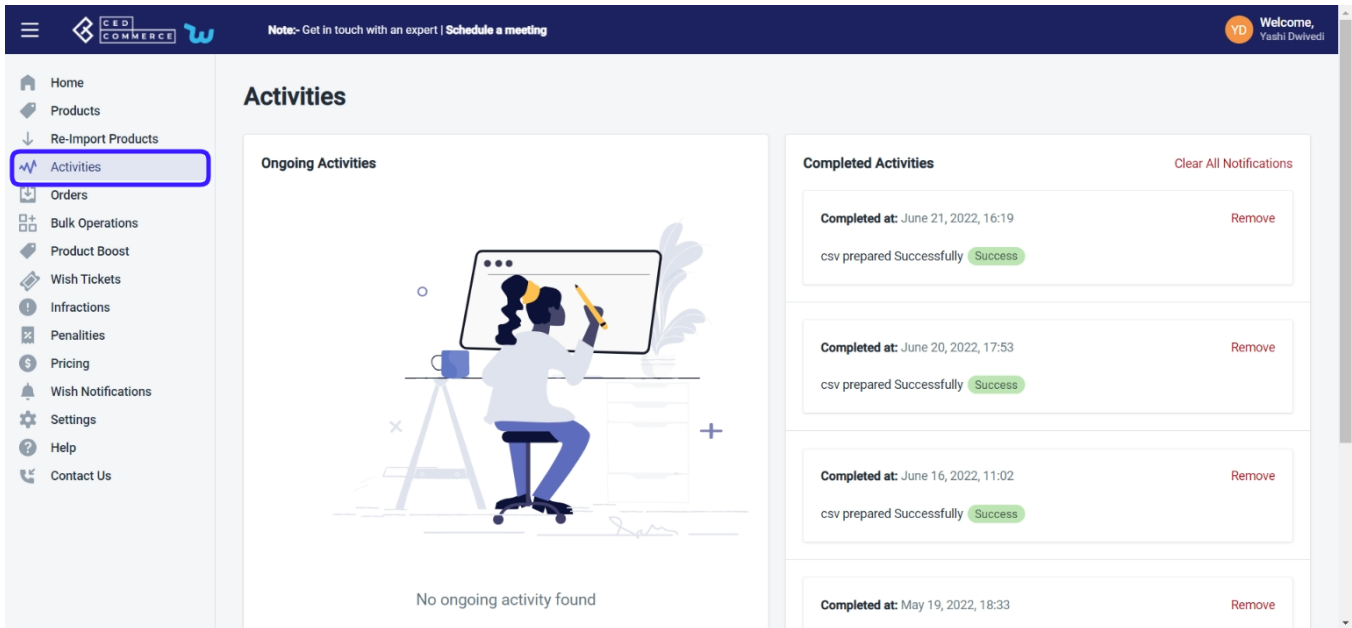 CED
COMMERCE
Note:- Get in touch with an expert | Schedule a meeting
YD
Welcome,
Yashi Dwivedi
Home
Products
Re-Import Products
Activities
Orders
Bulk Operations
Product Boost
Wish Tickets
Infractions
Penalities
Pricing
Wish Notifications
Settings
Help
Contact Us
Activities
Ongoing Activities
No ongoing activity found
Completed Activities
Clear All Notifications
Completed at: June 21, 2022, 16:19
Remove
csv prepared Successfully Success
Completed at: June 20, 2022, 17:53
Remove
csv prepared Successfully Success
Completed at: June 16, 2022, 11:02
Remove
csv prepared Successfully Success
Completed at: May 19, 2022, 18:33
Remove